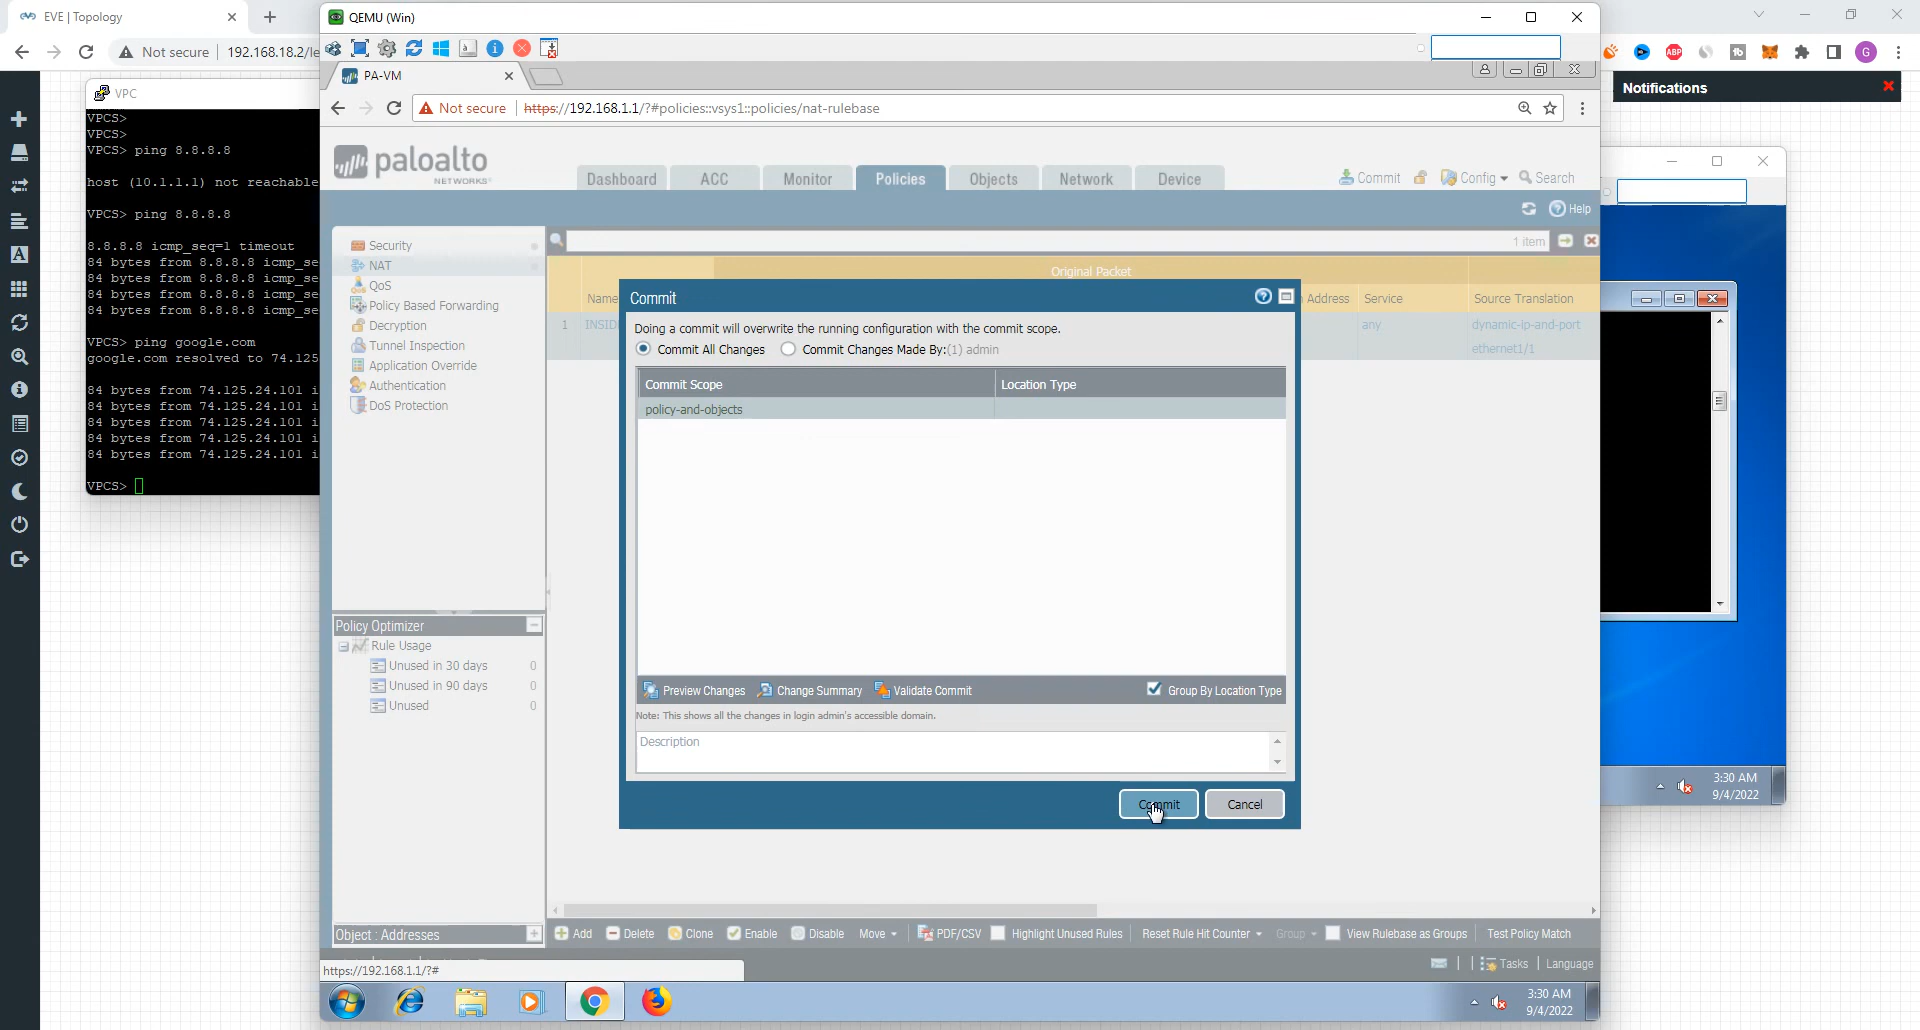 EVE | Topology
Not secure
192.168.18.2/le
QEMU (Win)
PA-VM
Not secure
https://192.168.1.1/?#policies::vsys1::policies/nat-rulebase
Notifications
VPC
VPCS>
VPCS>
VPCS> ping 8.8.8.8
host (10.1.1.1) not reachable
VPCS> ping 8.8.8.8
8.8.8.8 icmp_seq=1 timeout
84 bytes from 8.8.8.8 icmp_se
84 bytes from 8.8.8.8 icmp_se
84 bytes from 8.8.8.8 icmp_se
84 bytes from 8.8.8.8 icmp_se
VPCS> ping google.com
google.com resolved to 74.125
84 bytes from 74.125.24.101 i
84 bytes from 74.125.24.101 i
84 bytes from 74.125.24.101 i
84 bytes from 74.125.24.101 i
84 bytes from 74.125.24.101 i
VPCS>
paloalto
NETWORKS
Dashboard
ACC
Monitor
Policies
Objects
Network
Device
Commit
Config
Search
Help
Security
NAT
QoS
Policy Based Forwarding
Decryption
Tunnel Inspection
Application Override
Authentication
DoS Protection
Policy Optimizer
Rule Usage
Unused in 30 days 0
Unused in 90 days 0
Unused 0
Object : Addresses
1 item
Original Packet
Name
Address
Service
Source Translation
1
INSID
any
dynamic-ip-and-port
ethernet1/1
Commit
Doing a commit will overwrite the running configuration with the commit scope.
Commit All Changes
Commit Changes Made By:(1) admin
Commit Scope
Location Type
policy-and-objects
Preview Changes
Change Summary
Validate Commit
Group By Location Type
Note: This shows all the changes in login admin's accessible domain.
Description
Commit
Cancel
Add
Delete
Clone
Enable
Disable
Move
PDF/CSV
Highlight Unused Rules
Reset Rule Hit Counter
Group
View Rulebase as Groups
Test Policy Match
https://192.168.1.1/?#
Tasks
Language
3:30 AM
9/4/2022
3:30 AM
9/4/2022
ABP
G